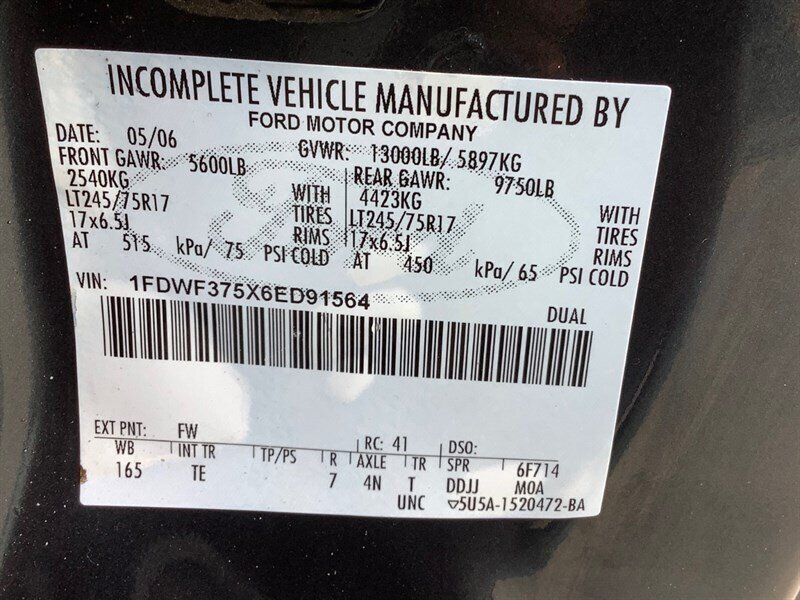 INCOMPLETE VEHICLE MANUFACTURED BY
FORD MOTOR COMPANY
DATE: 05/06 GVWR: 13000LB/ 5897KG
FRONT GAWR: 5600LB REAR GAWR: 9750LB
2540KG WITH 4423KG WITH
LT245/75R17 TIRES LT245/75R17 TIRES
17x6.5J RIMS 17x6.5J RIMS
AT 515 kPa/ 75 PSI COLD AT 450 kPa/ 65 PSI COLD
VIN: 1FDWF375X6ED91564 DUAL
EXT PNT: FW RC: 41 DSO:
WB INT TR TP/PS R AXLE TR SPR 6F714
165 TE 7 4N T DDJJ MOA
UNC ▽5U5A-1520472-BA